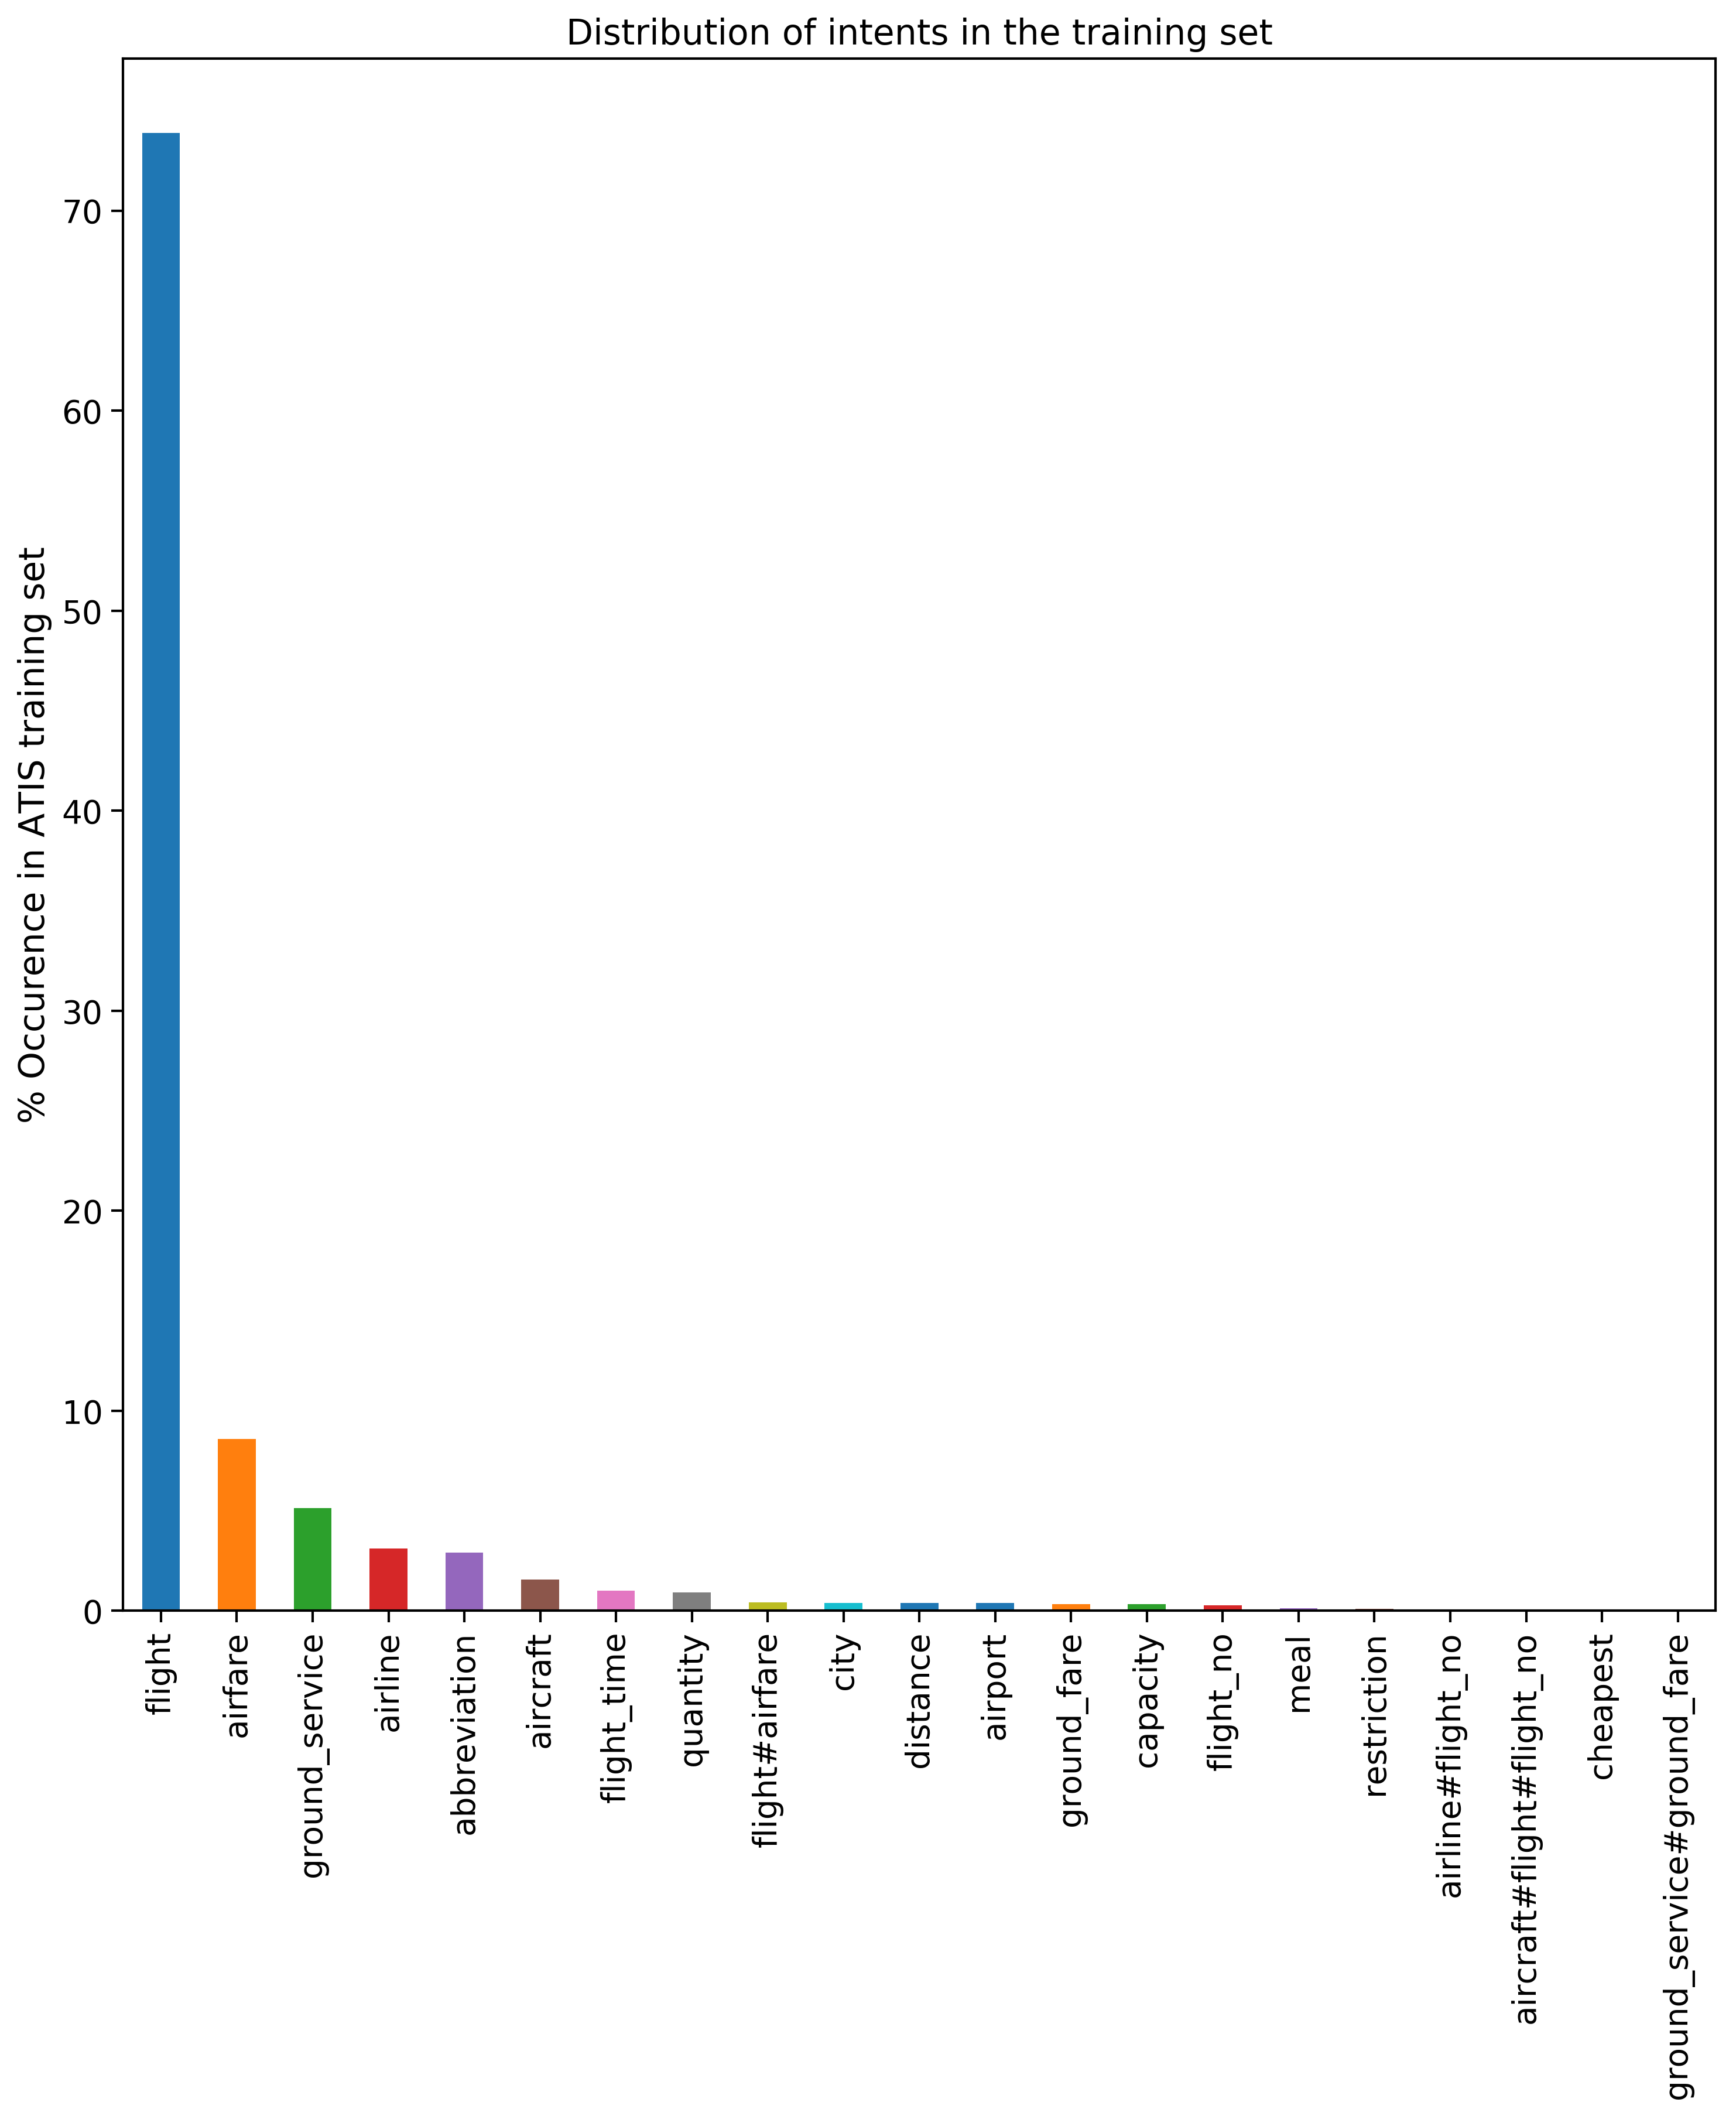 Distribution of intents in the training set
% Occurence in ATIS training set
70
60
50
40
30
20
10
0
flight
airfare
ground_service
airline
abbreviation
aircraft
flight_time
quantity
flight#airfare
city
distance
airport
ground_fare
capacity
flight_no
meal
restriction
airline#flight_no
aircraft#flight#flight_no
cheapest
ground_service#ground_fare